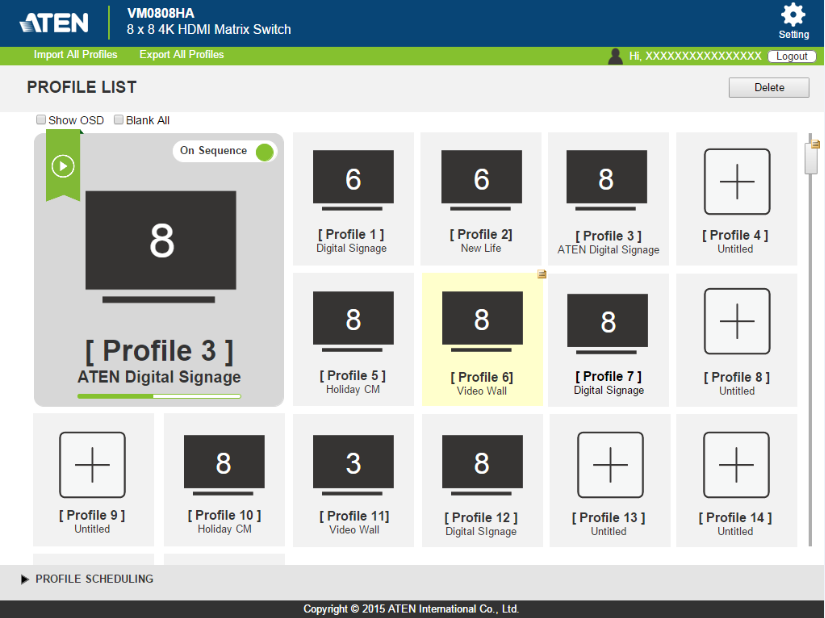 ATEN
VM0808HA
8 x 8 4K HDMI Matrix Switch
Setting
Import All Profiles
Export All Profiles
Hi, XXXXXXXXXXXXXXXX
Logout
PROFILE LIST
Delete
Show OSD
Blank All
On Sequence
8
[ Profile 3 ]
ATEN Digital Signage
6
[ Profile 1 ]
Digital Signage
6
[ Profile 2]
New Life
8
[ Profile 3 ]
ATEN Digital Signage
[ Profile 4 ]
Untitled
8
[ Profile 5 ]
Holiday CM
8
[ Profile 6]
Video Wall
8
[ Profile 7 ]
Digital Signage
[ Profile 8 ]
Untitled
[ Profile 9 ]
Untitled
8
[ Profile 10 ]
Holiday CM
3
[ Profile 11]
Video Wall
8
[ Profile 12 ]
Digital SIgnage
[ Profile 13 ]
Untitled
[ Profile 14 ]
Untitled
PROFILE SCHEDULING
Copyright © 2015 ATEN International Co., Ltd.